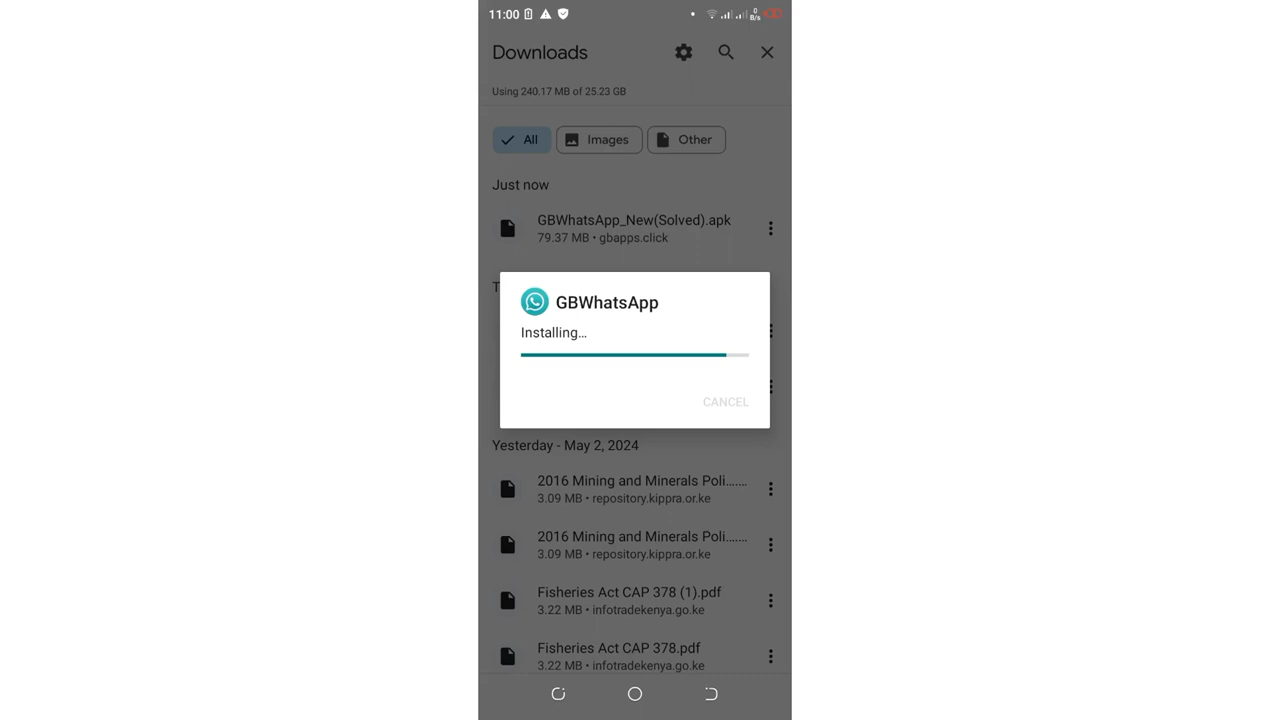 11:00
0
B/s
Downloads
Using 240.17 MB of 25.23 GB
All
Images
Other
Just now
GBWhatsApp_New(Solved).apk
79.37 MB • gbapps.click
T
GBWhatsApp
Installing…
CANCEL
Yesterday - May 2, 2024
2016 Mining and Minerals Poli…...
3.09 MB • repository.kippra.or.ke
2016 Mining and Minerals Poli…...
3.09 MB • repository.kippra.or.ke
Fisheries Act CAP 378 (1).pdf
3.22 MB • infotradekenya.go.ke
Fisheries Act CAP 378.pdf
3.22 MB • infotradekenya.go.ke